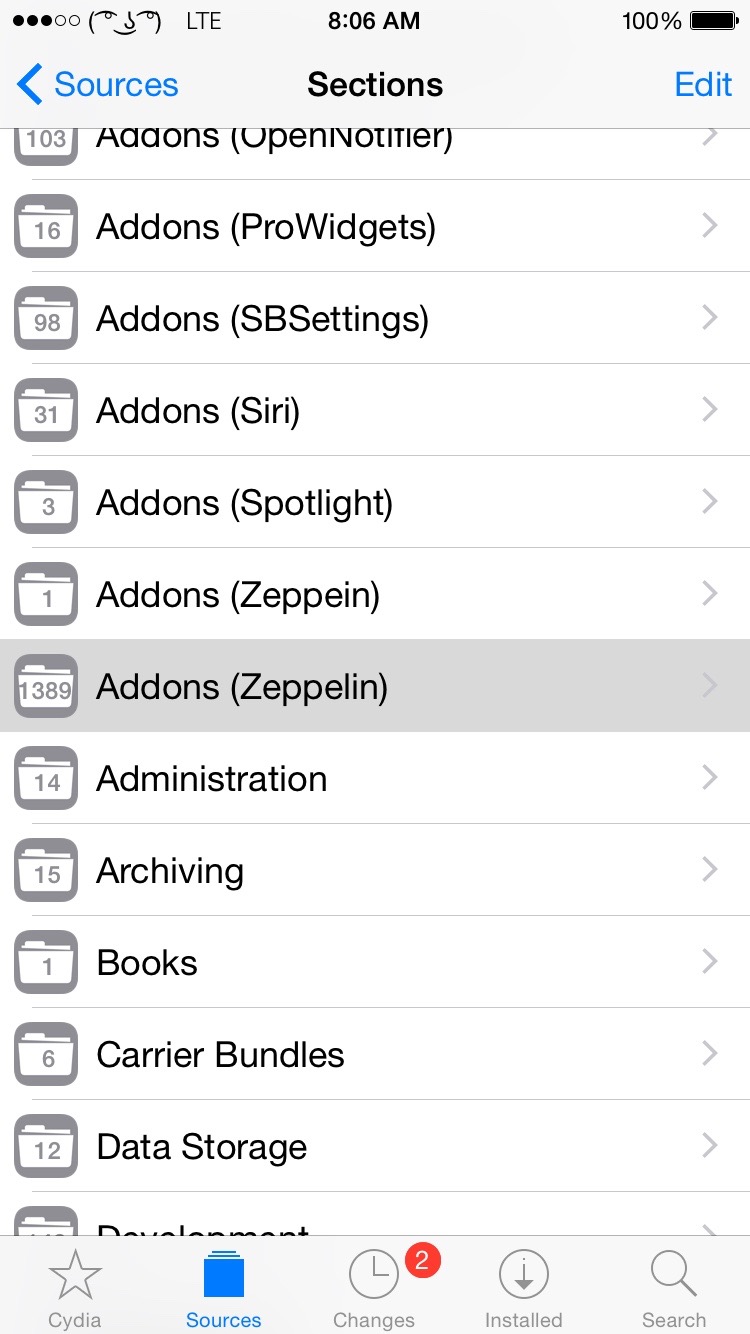 ( ͡° ͜ʖ ͡°) LTE 8:06 AM 100%
Sources Sections Edit
103 Addons (OpenNotifier)
16 Addons (ProWidgets)
98 Addons (SBSettings)
31 Addons (Siri)
3 Addons (Spotlight)
1 Addons (Zeppein)
1389 Addons (Zeppelin)
14 Administration
15 Archiving
1 Books
6 Carrier Bundles
12 Data Storage
Development
2
Cydia Sources Changes Installed Search